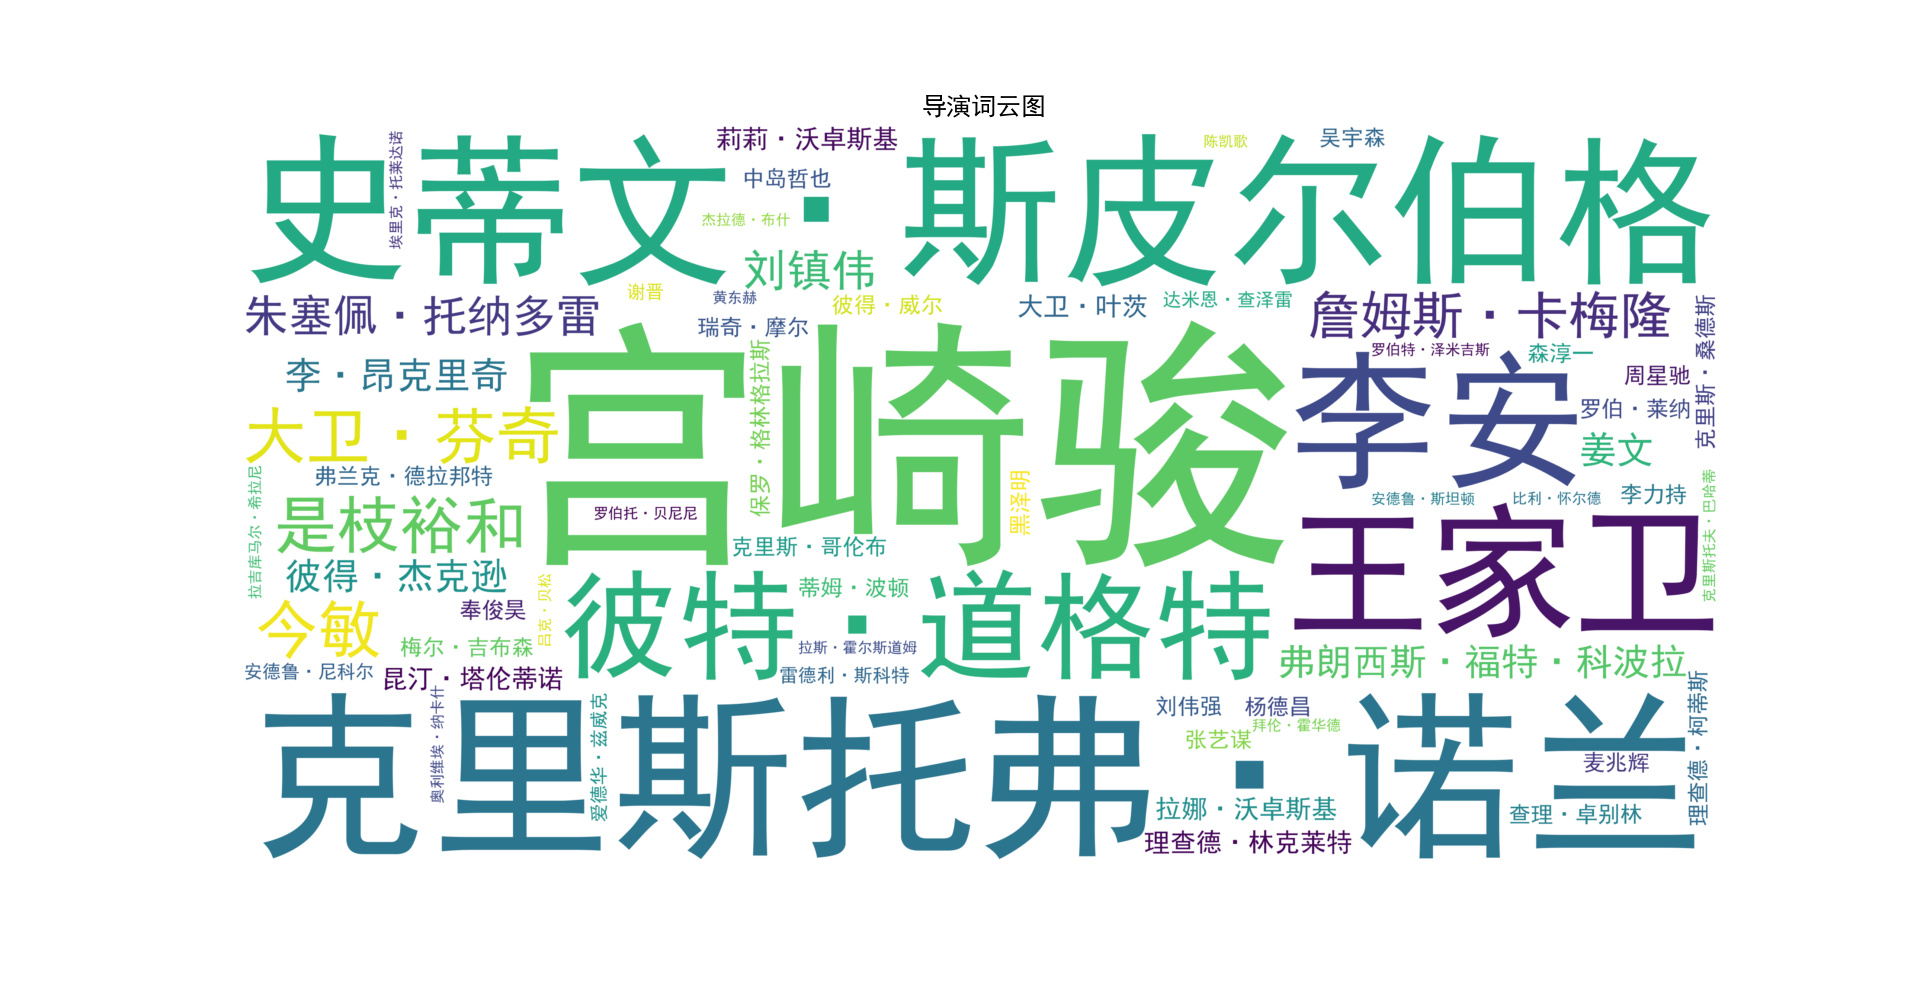 导演词云图
史蒂文·斯皮尔伯格
埃里克·托莱达诺
莉莉·沃卓斯基
陈凯歌
吴宇森
中岛哲也
杰拉德·布什
刘镇伟
朱塞佩·托纳多雷
谢晋
黄东赫
彼得·威尔
大卫·叶茨
达米恩·查泽雷
詹姆斯·卡梅隆
克里斯·桑德斯
瑞奇·摩尔
宫崎骏
李·昂克里奇
保罗·格林格拉斯
罗伯特·泽米吉斯
森淳一
李安
周星驰
罗伯·莱纳
大卫·芬奇
姜文
弗兰克·德拉邦特
拉吉库马尔·希拉尼
黑泽明
安德鲁·斯坦顿
比利·怀尔德
李力持
克里斯托夫·巴哈蒂
是枝裕和
罗伯托·贝尼尼
克里斯·哥伦布
王家卫
彼得·杰克逊
吕克·贝松
彼特·道格特
蒂姆·波顿
今敏
奉俊昊
梅尔·吉布森
拉斯·霍尔斯道姆
弗朗西斯·福特·科波拉
安德鲁·尼科尔
昆汀·塔伦蒂诺
雷德利·斯科特
理查德·柯蒂斯
克里斯托弗·诺兰
奥利维埃·纳卡什
爱德华·兹威克
刘伟强
杨德昌
拜伦·霍华德
张艺谋
麦兆辉
拉娜·沃卓斯基
查理·卓别林
理查德·林克莱特